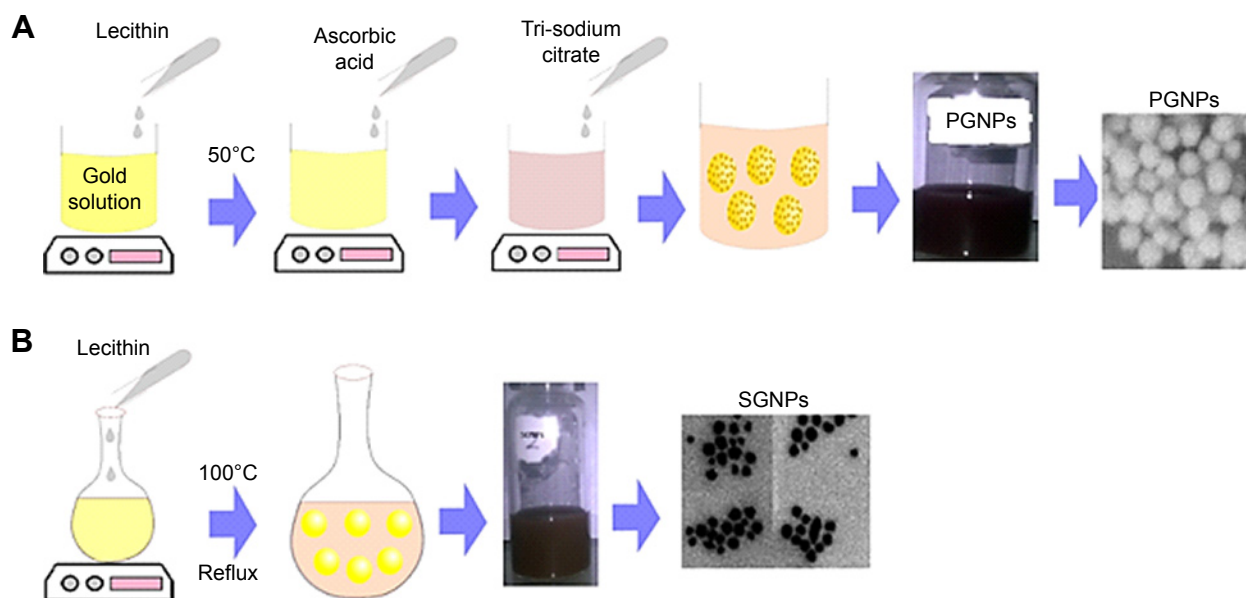 A
Lecithin
Ascorbic
acid
Tri-sodium
citrate
Gold
solution
50°C
PGNPs
PGNPs
B
Lecithin
100°C
Reflux
SGNPs